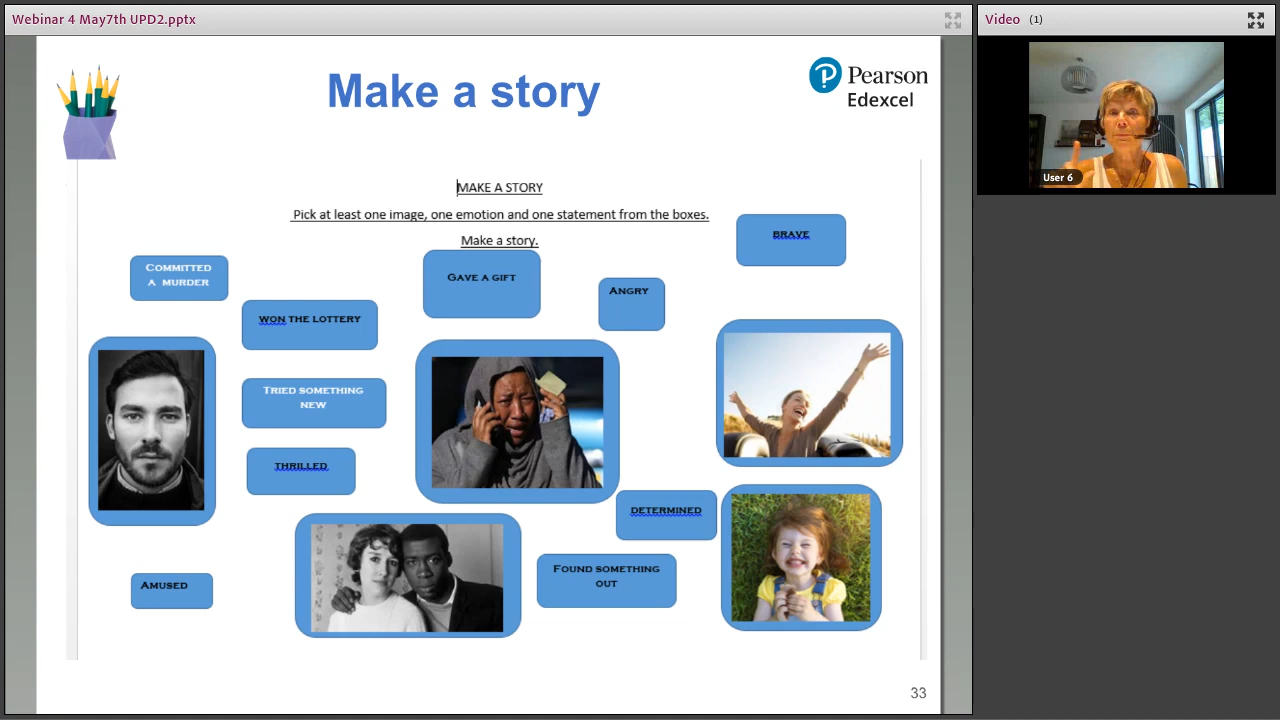 Webinar 4 May7th UPD2.pptx
Video (1)
Make a story
Pearson
Edexcel
User 6
MAKE A STORY
Pick at least one image, one emotion and one statement from the boxes.
Make a story.
BRAVE
COMMITTED
A MURDER
GAVE A GIFT
ANGRY
WON THE LOTTERY
TRIED SOMETHING
NEW
THRILLED
DETERMINED
FOUND SOMETHING
OUT
AMUSED
33